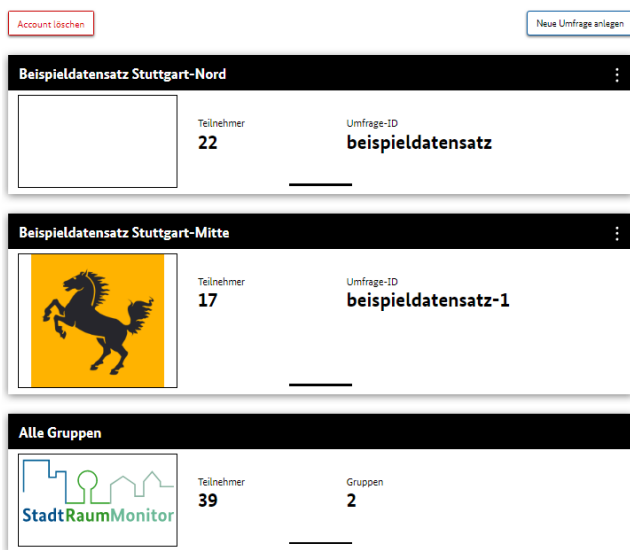 Account löschen
Neue Umfrage anlegen
Beispieldatensatz Stuttgart-Nord
Teilnehmer
Umfrage-ID
22
beispieldatensatz
Beispieldatensatz Stuttgart-Mitte
Teilnehmer
Umfrage-ID
17
beispieldatensatz-1
Alle Gruppen
StadtRaumMonitor
Teilnehmer
Gruppen
39
2